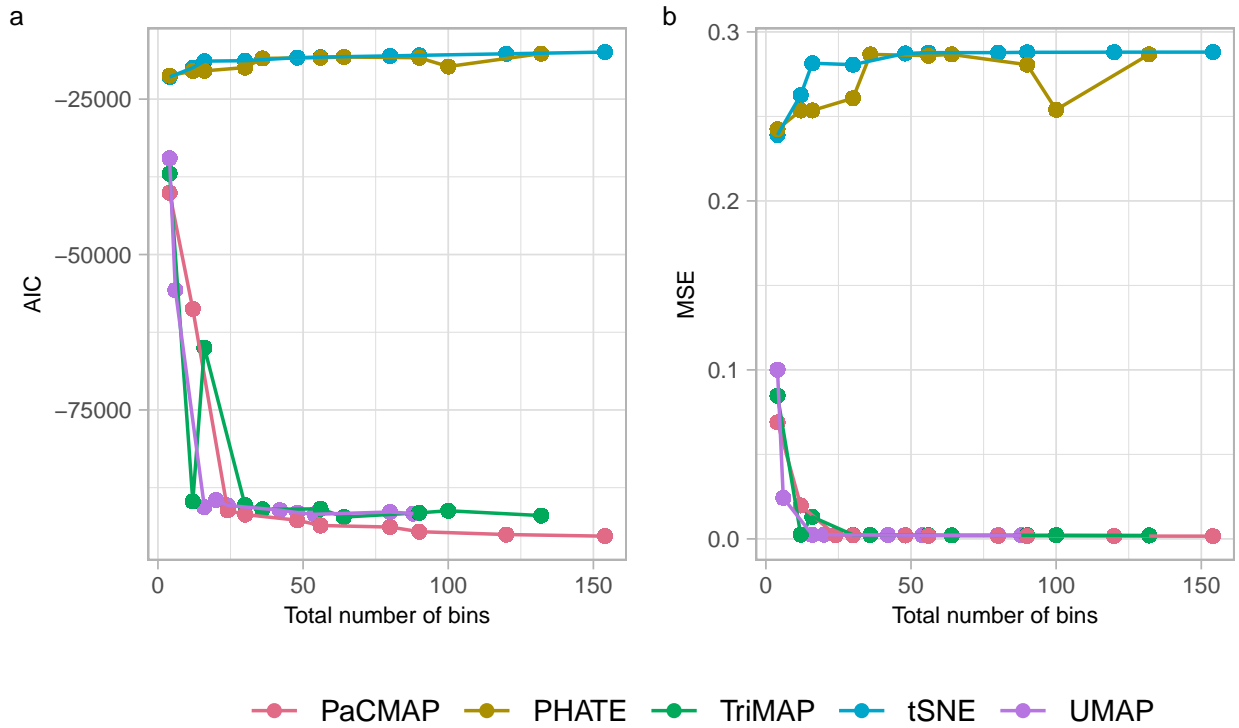 a
b
−25000
−50000
−75000
AIC
0
50
100
150
Total number of bins
0.3
0.2
0.1
0.0
MSE
0
50
100
150
Total number of bins
PaCMAP
PHATE
TriMAP
tSNE
UMAP